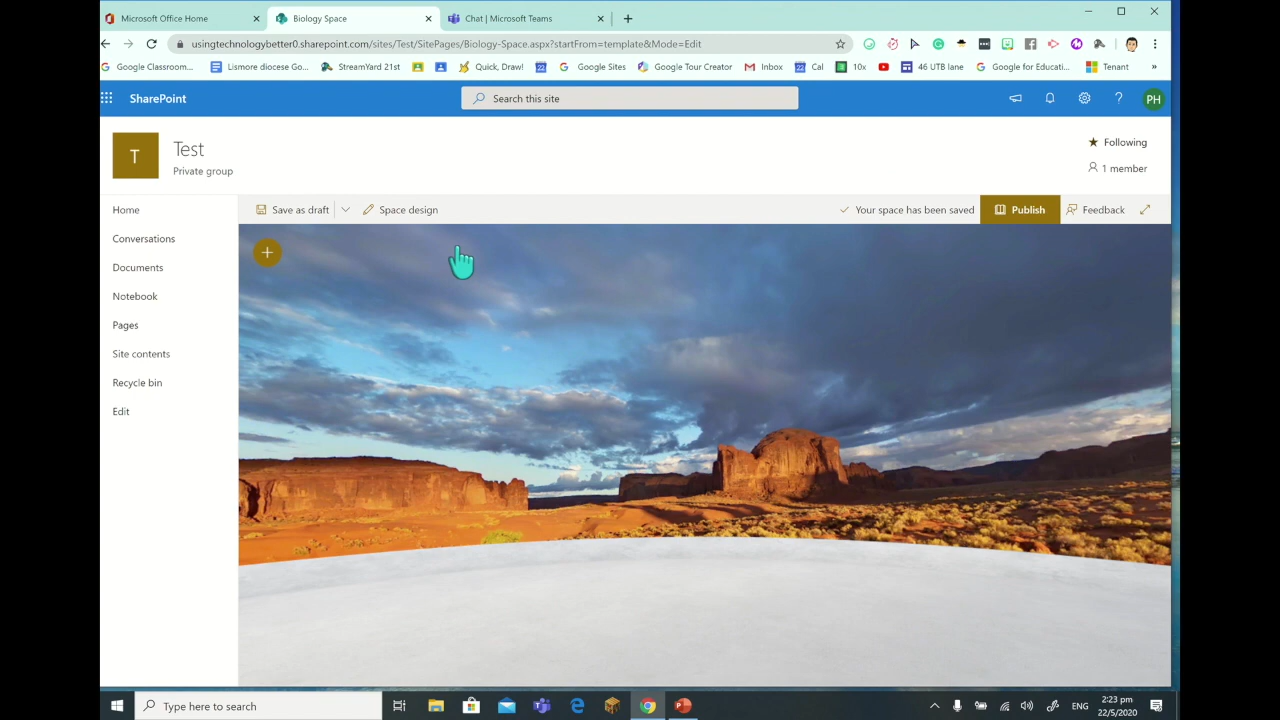 Microsoft Office Home
Biology Space
Chat | Microsoft Teams
usingtechnologybetter0.sharepoint.com/sites/Test/SitePages/Biology-Space.aspx?startFrom=template&Mode=Edit
Google Classroom... Lismore diocese Go... StreamYard 21st Quick, Draw! 22 Google Sites Google Tour Creator Inbox 22 Cal 10x 46 UTB lane Google for Educati... Tenant »
SharePoint
Search this site
PH
T
Test
Private group
Following
1 member
Home
Conversations
Documents
Notebook
Pages
Site contents
Recycle bin
Edit
Save as draft
Space design
Your space has been saved
Publish
Feedback
Type here to search
ENG
2:23 pm
22/5/2020